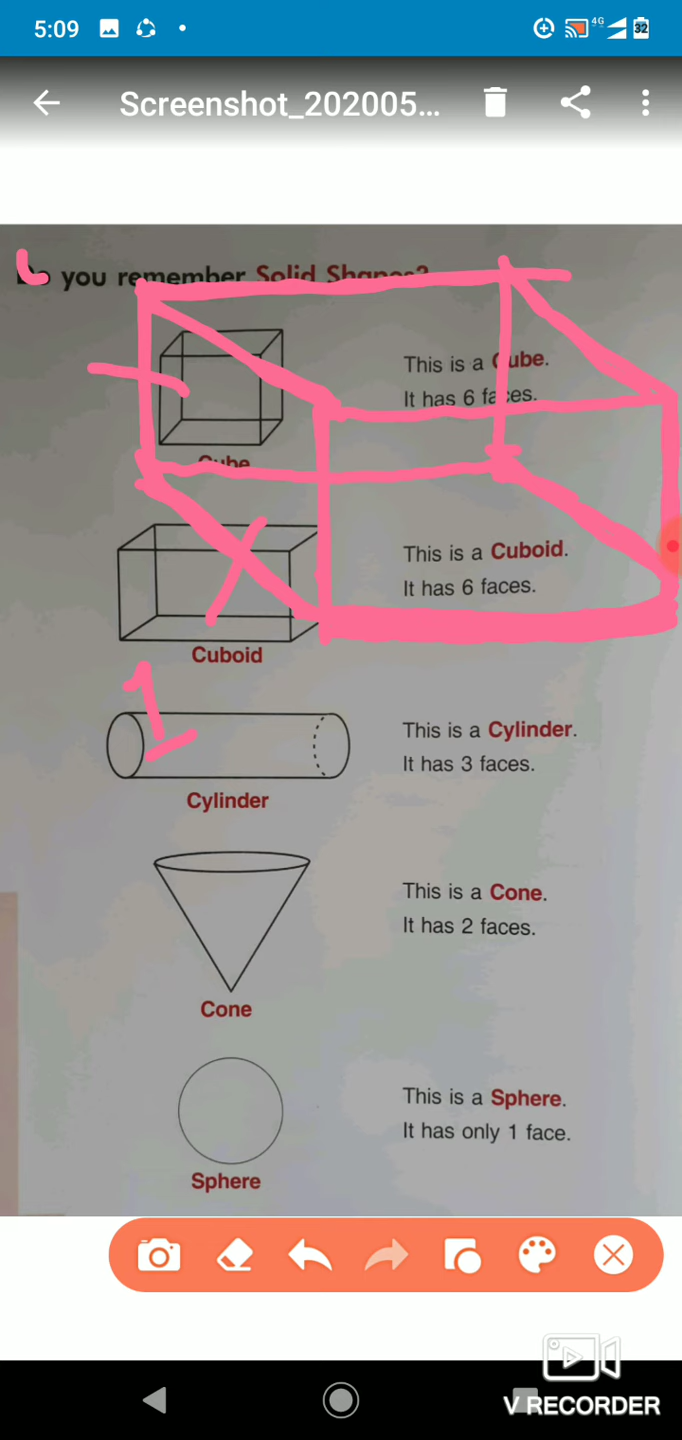 5:09
4G
32
Screenshot_202005...
you remember Solid Shapes?
This is a Cube.
It has 6 faces.
Cube
This is a Cuboid.
It has 6 faces.
Cuboid
1
This is a Cylinder.
It has 3 faces.
Cylinder
This is a Cone.
It has 2 faces.
Cone
This is a Sphere.
It has only 1 face.
Sphere
V RECORDER